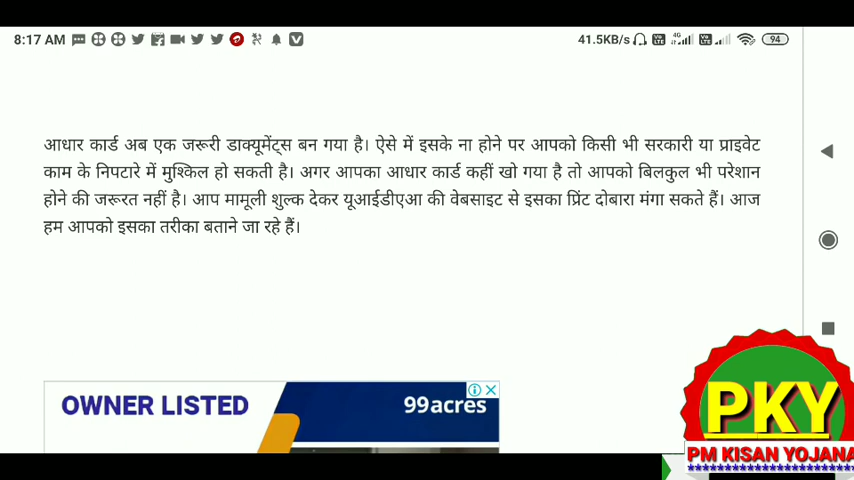 8:17 AM
41.5KB/s
4G
94
आधार कार्ड अब एक जरूरी डाक्यूमेंट्स बन गया है। ऐसे में इसके ना होने पर आपको किसी भी सरकारी या प्राइवेट
काम के निपटारे में मुश्किल हो सकती है। अगर आपका आधार कार्ड कहीं खो गया है तो आपको बिलकुल भी परेशान
होने की जरूरत नहीं है। आप मामूली शुल्क देकर यूआईडीएआ की वेबसाइट से इसका प्रिंट दोबारा मंगा सकते हैं। आज
हम आपको इसका तरीका बताने जा रहे हैं।
OWNER LISTED
99acres
PKY
PM KISAN YOJANA
*********************